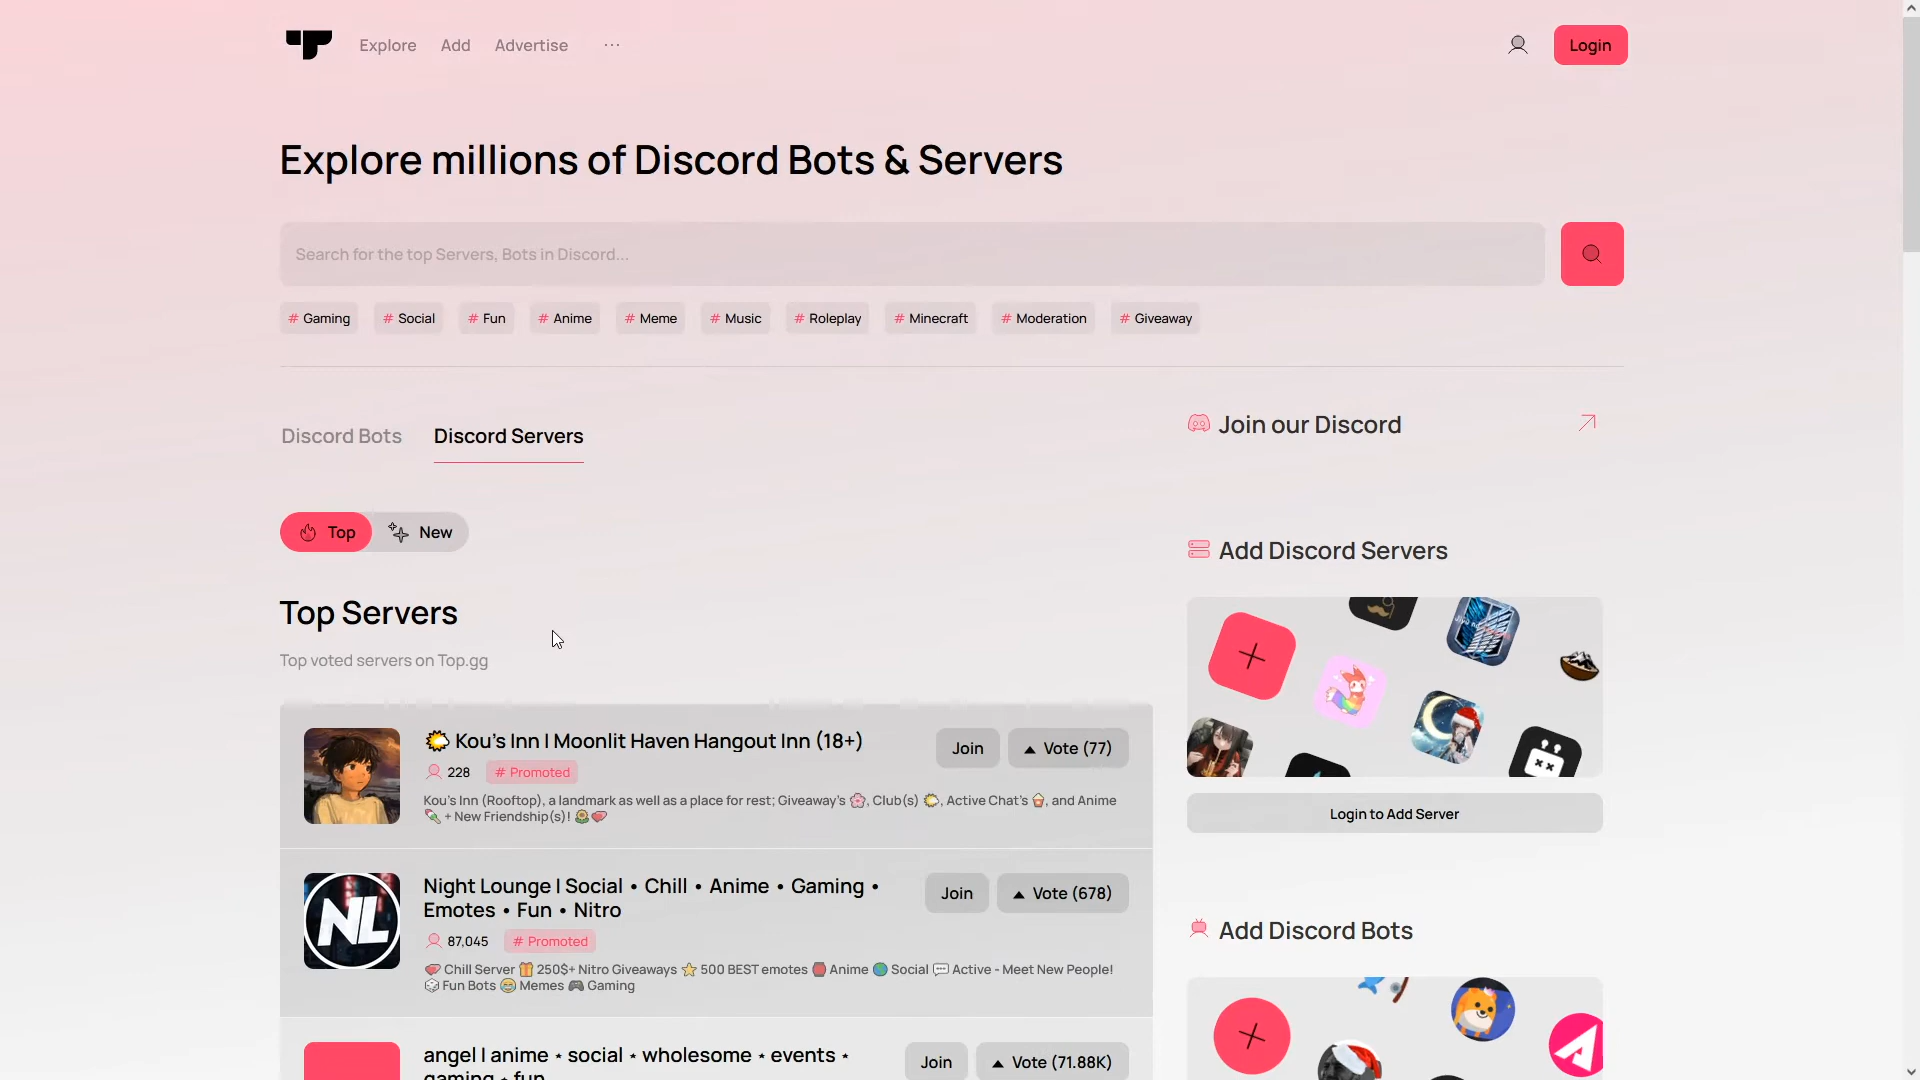 Explore Add Advertise ...
Login
Explore millions of Discord Bots & Servers
Search for the top Servers, Bots in Discord...
# Gaming # Social # Fun # Anime # Meme # Music # Roleplay # Minecraft # Moderation # Giveaway
Discord Bots Discord Servers
Top New
Top Servers
Top voted servers on Top.gg
Kou's Inn | Moonlit Haven Hangout Inn (18+)
Join Vote (77)
228 # Promoted
Kou's Inn (Rooftop), a landmark as well as a place for rest; Giveaway's 🌸, Club(s) 🌤, Active Chat's 🍿, and Anime
🍡 + New Friendship(s)! 🌻💝
NL
Night Lounge | Social • Chill • Anime • Gaming •
Emotes • Fun • Nitro
Join Vote (678)
87,045 # Promoted
Chill Server 🎁 250$+ Nitro Giveaways ⭐ 500 BEST emotes 🏮 Anime 🌎 Social 💬 Active - Meet New People!
🎲 Fun Bots 😂 Memes 🎮 Gaming
angel | anime ⋆ social ⋆ wholesome ⋆ events ⋆
gaming ⋆ fun
Join Vote (71.88K)
Join our Discord
Add Discord Servers
Login to Add Server
Add Discord Bots